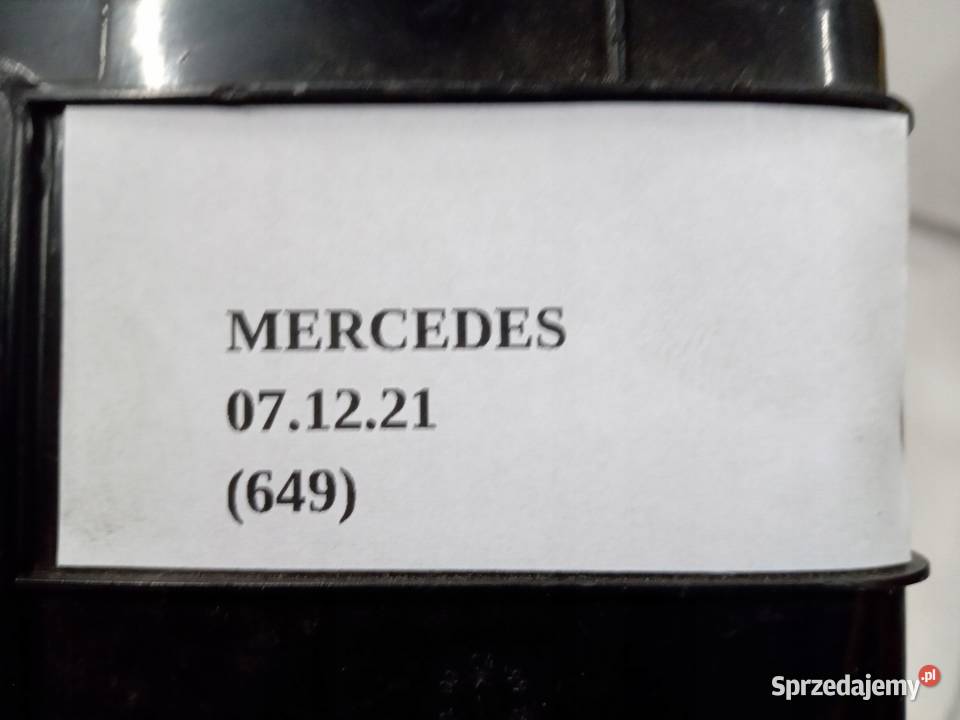 MERCEDES
07.12.21
(649)
Sprzedajemy.pl